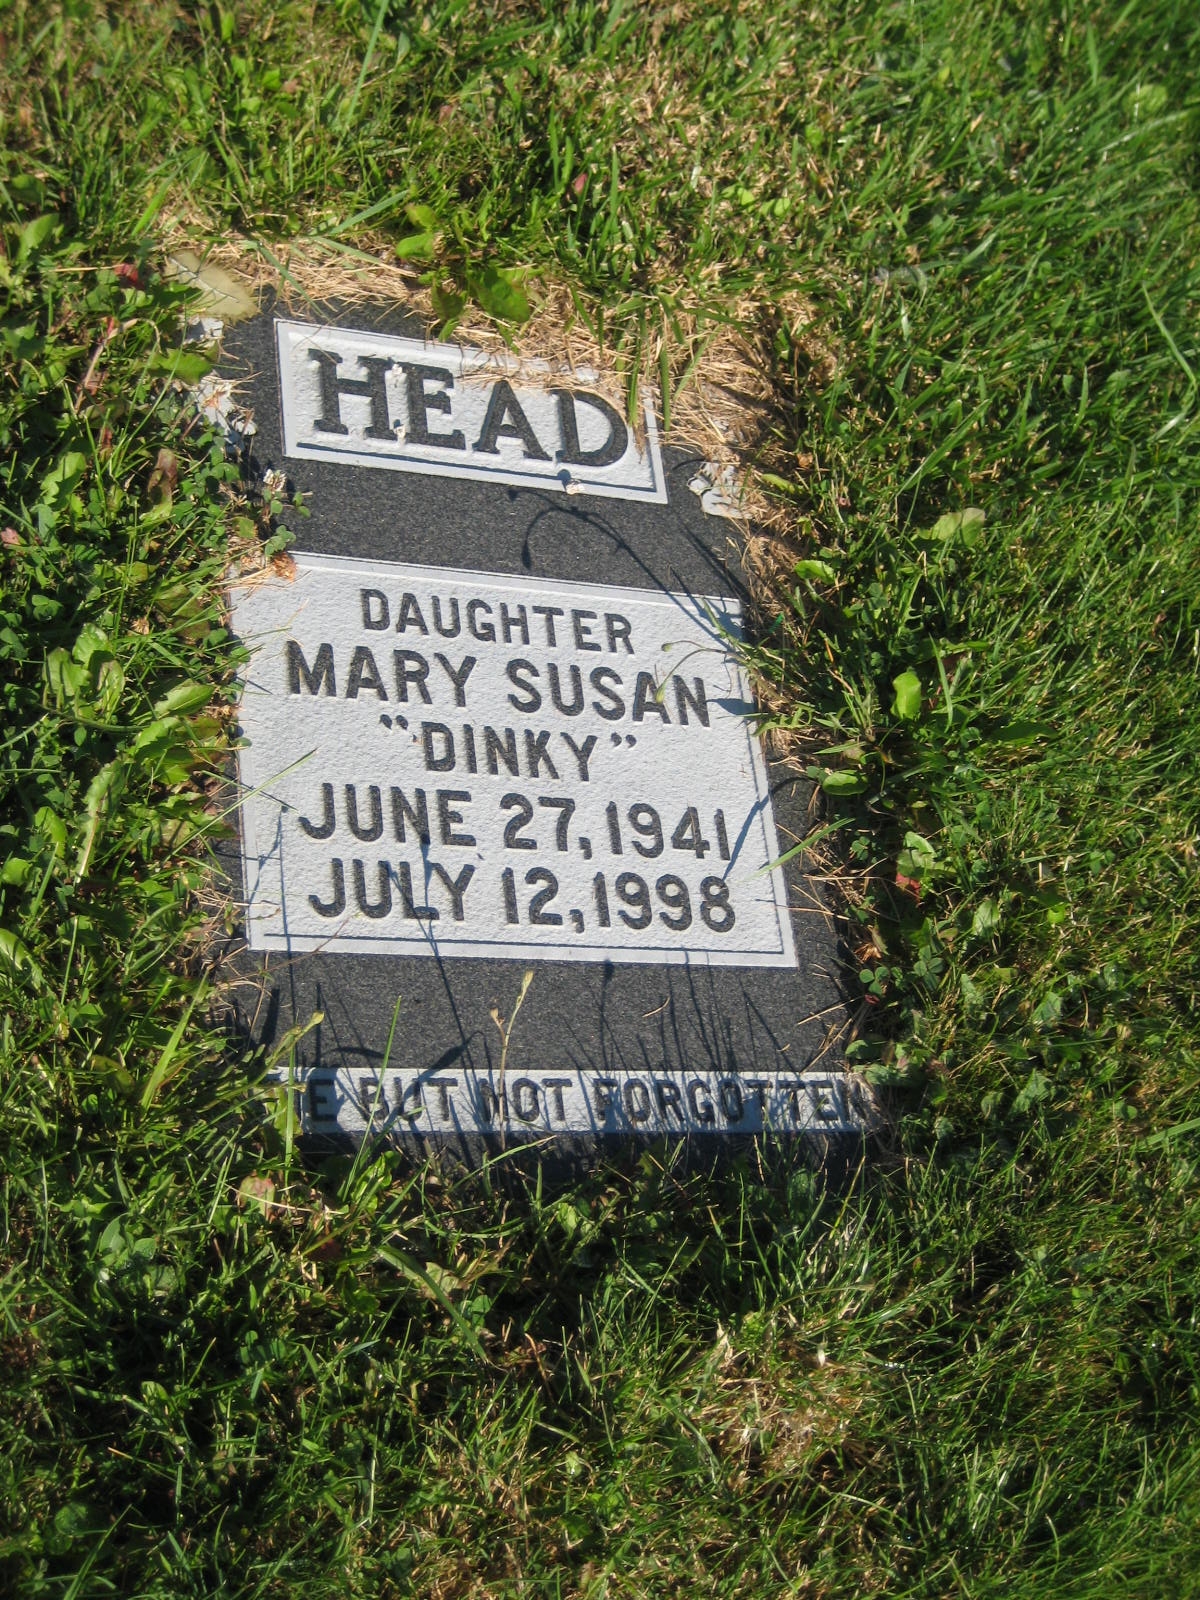 HEAD
DAUGHTER
MARY SUSAN
"DINKY"
JUNE 27, 1941
JULY 12, 1998
BUT NOT FORGOTTEN